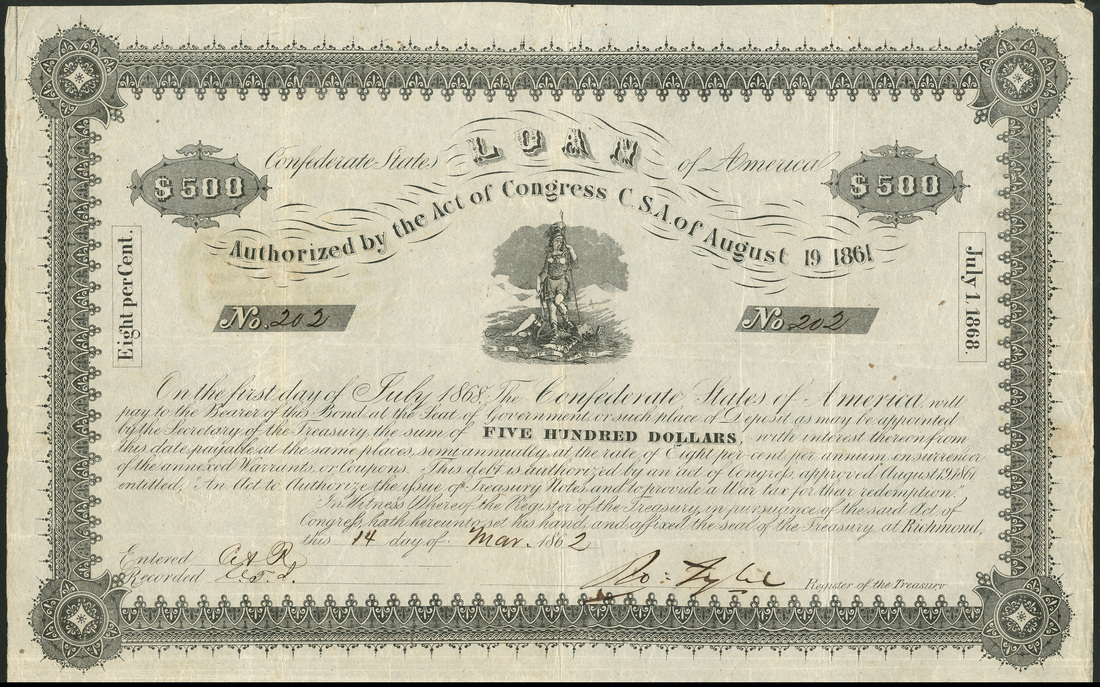 Confederate States LOAN of America
$500
$500
Authorized by the Act of Congress C.S.A. of August 19 1861
Eight per Cent.
July 1. 1868.
No. 202
No. 202
On the first day of July 1868, The Confederate States of America will
pay to the Bearer of this Bond, at the Seat of Government, or such place of Deposit as may be appointed
by the Secretary of the Treasury, the sum of FIVE HUNDRED DOLLARS, with interest thereon from
this date, payable at the same places, semi annually, at the rate of Eight per cent, per annum on surrender
of the annexed Warrants, or Coupons. This debt is authorized by an act of Congress, approved August 19, 1861
entitled, "An Act to Authorize the issue of Treasury Notes, and to provide a War tax for their redemption."
In Witness Whereof the Register of the Treasury, in pursuance of the said Act of
Congress, hath hereunto set his hand, and affixed the seal of the Treasury, at Richmond,
this 14 day of Mar. 1862
Entered
Recorded
Ro: Tyler Register of the Treasury